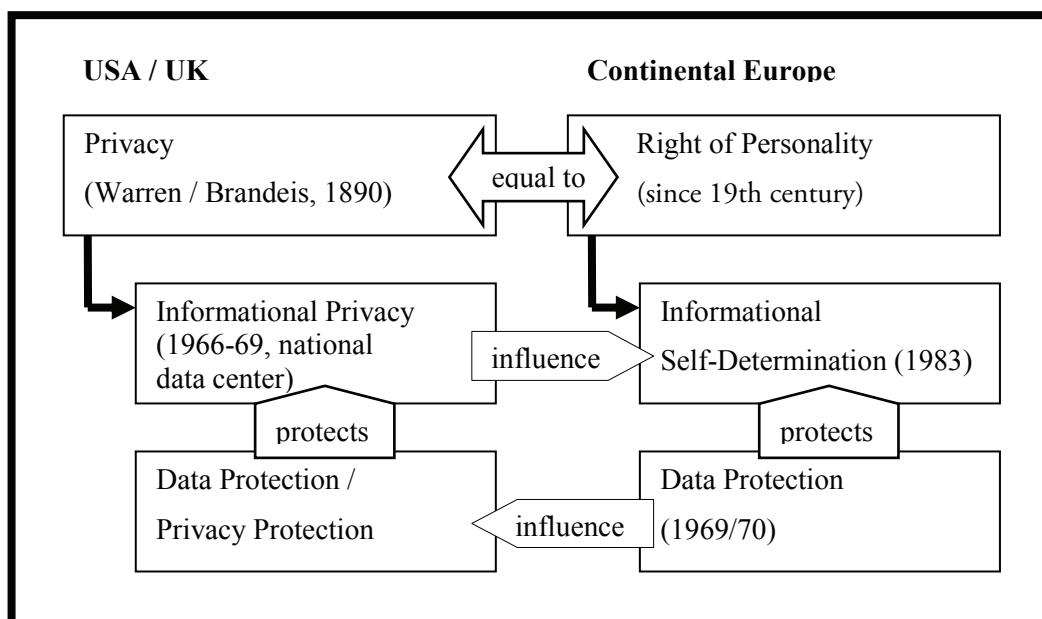 USA / UK
Continental Europe
Privacy
(Warren / Brandeis, 1890)
equal to
Right of Personality
(since 19th century)
Informational Privacy
(1966-69, national
data center)
influence
Informational
Self-Determination (1983)
protects
protects
Data Protection /
Privacy Protection
influence
Data Protection
(1969/70)